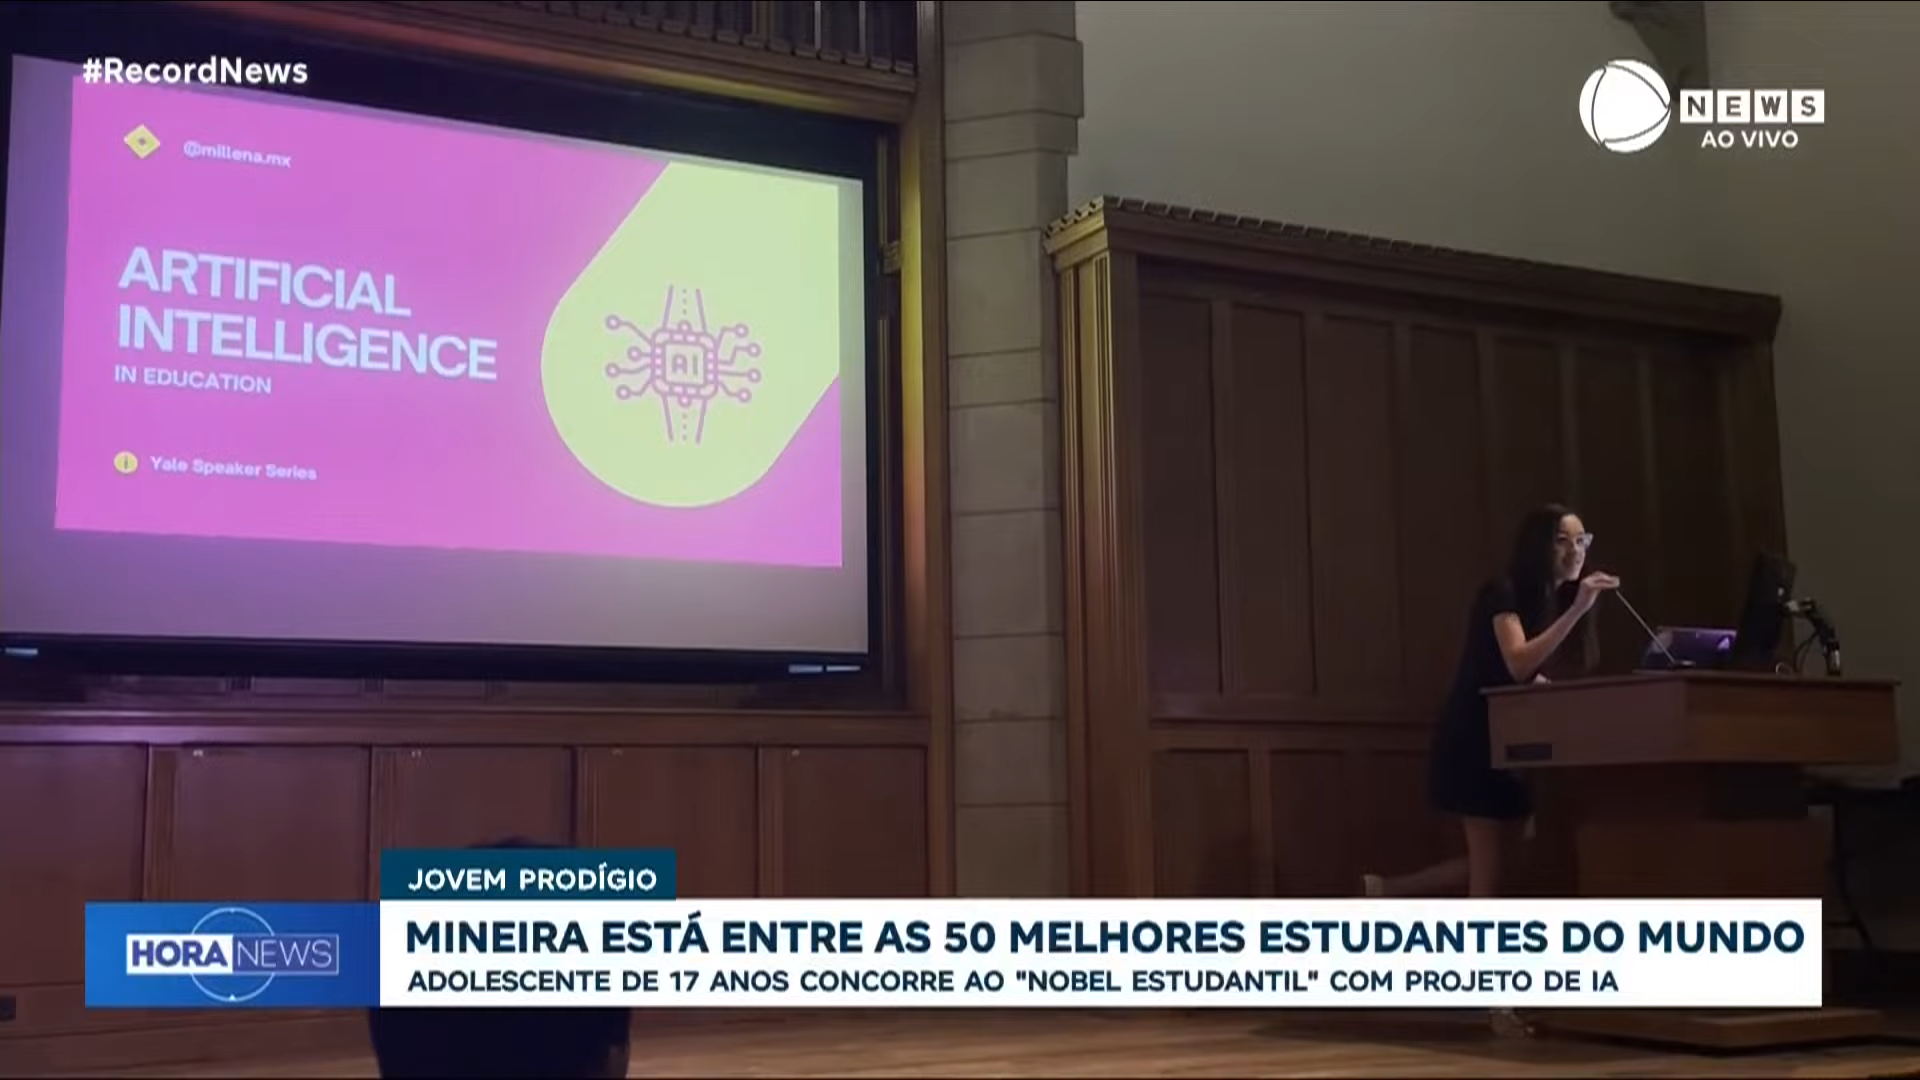 #RecordNews
NEWS
AO VIVO
@millena.mx
ARTIFICIAL
INTELLIGENCE
IN EDUCATION
AI
Yale Speaker Series
JOVEM PRODÍGIO
HORA NEWS
MINEIRA ESTÁ ENTRE AS 50 MELHORES ESTUDANTES DO MUNDO
ADOLESCENTE DE 17 ANOS CONCORRE AO "NOBEL ESTUDANTIL" COM PROJETO DE IA